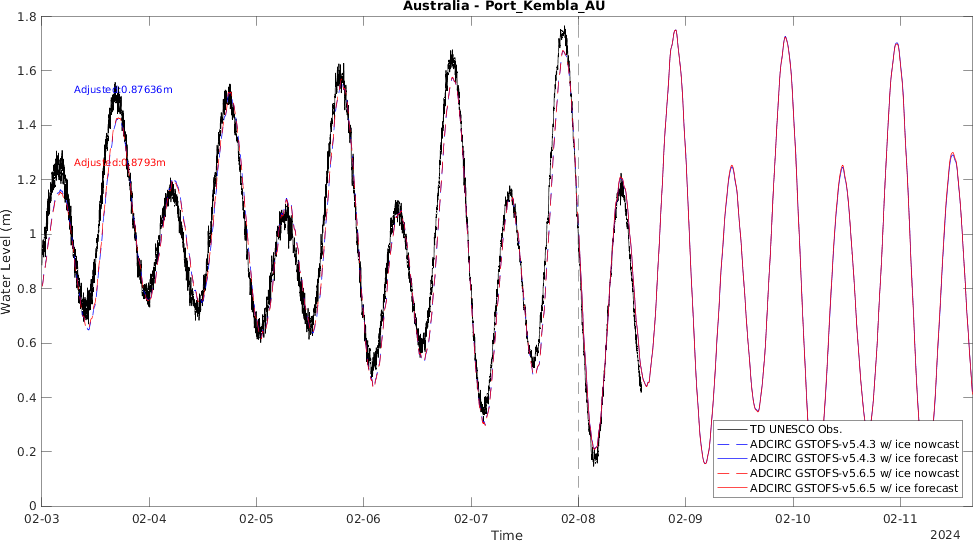 Australia - Port_Kembla_AU
1.8
1.6
1.4
1.2
1
0.8
0.6
0.4
0.2
0
Water Level (m)
Adjusted:0.87636m
Adjusted:0.8793m
TD UNESCO Obs.
ADCIRC GSTOFS-v5.4.3 w/ ice nowcast
ADCIRC GSTOFS-v5.4.3 w/ ice forecast
ADCIRC GSTOFS-v5.6.5 w/ ice nowcast
ADCIRC GSTOFS-v5.6.5 w/ ice forecast
02-03 02-04 02-05 02-06 02-07 02-08 02-09 02-10 02-11
Time
2024